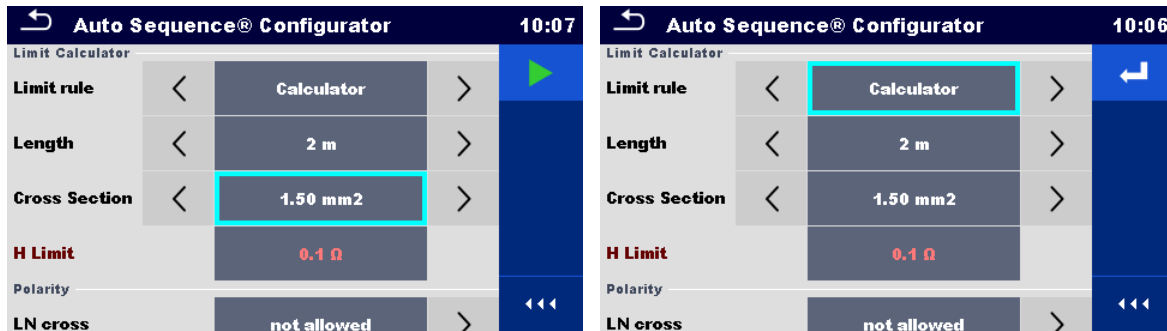 Auto Sequence® Configurator 10:07
Limit Calculator
Limit rule Calculator
Length 2 m
Cross Section 1.50 mm2
H Limit 0.1 Ω
Polarity
LN cross not allowed
Auto Sequence® Configurator 10:06
Limit Calculator
Limit rule Calculator
Length 2 m
Cross Section 1.50 mm2
H Limit 0.1 Ω
Polarity
LN cross not allowed